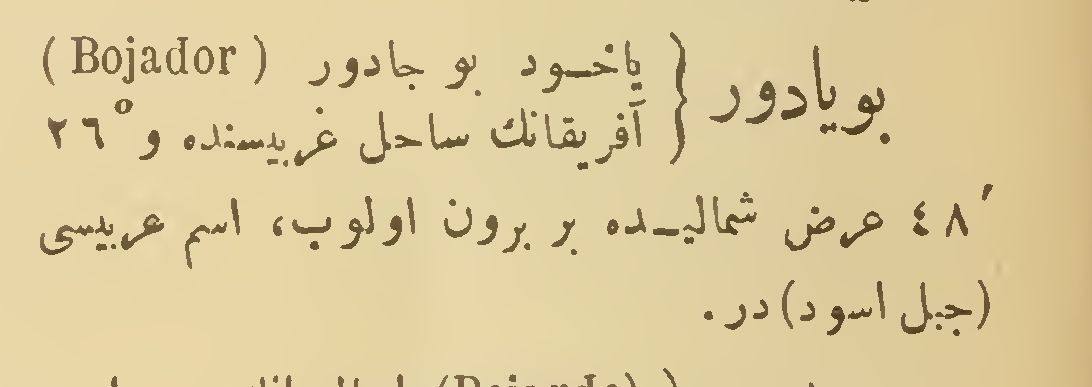 بویادور { یاخود بو جادور (Bojador)
آفریقانك ساحل غربیسنده و ٢٦°
٤٨′ عرض شمالیده بر برون اولوب، اسم عربیسی
(جبل اسود) در.